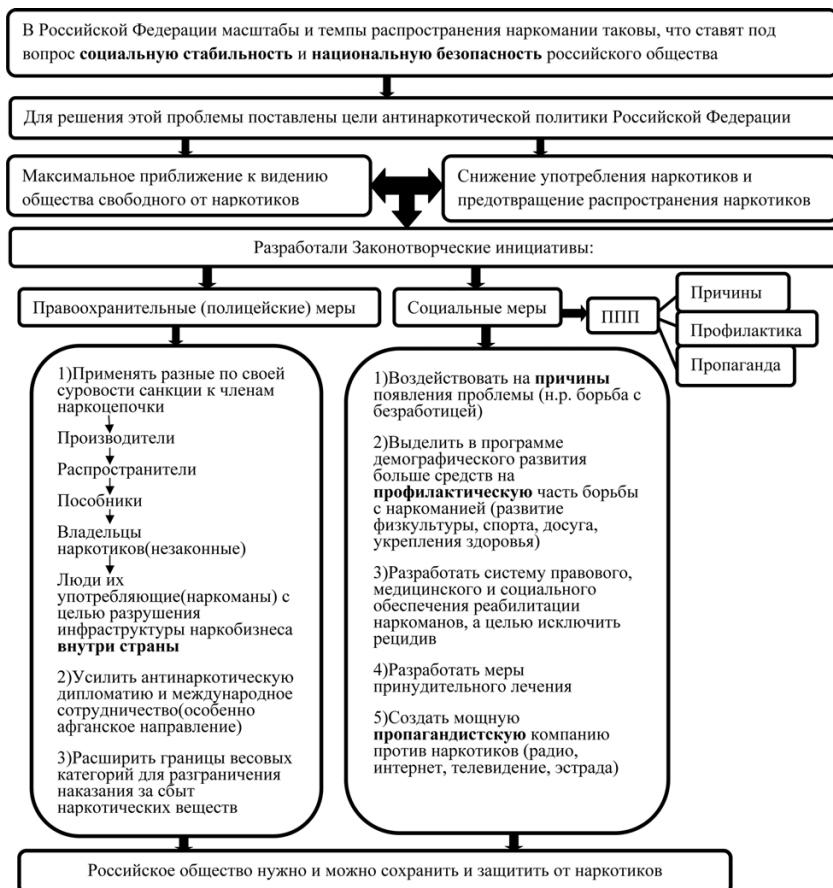 В Российской Федерации масштабы и темпы распространения наркомании таковы, что ставят под
вопрос социальную стабильность и национальную безопасность российского общества
Для решения этой проблемы поставлены цели антинаркотической политики Российской Федерации
Максимальное приближение к видению
общества свободного от наркотиков
Снижение употребления наркотиков и
предотвращение распространения наркотиков
Разработали Законотворческие инициативы:
Правоохранительные (полицейские) меры
Социальные меры
ППП
Причины
Профилактика
Пропаганда
1)Применять разные по своей
суровости санкции к членам
наркоцепочки
Производители
Распространители
Пособники
Владельцы
наркотиков(незаконные)
Люди их
употребляющие(наркоманы) с
целью разрушения
инфраструктуры наркобизнеса
внутри страны
2)Усилить антинаркотическую
дипломатию и международное
сотрудничество(особенно
афганское направление)
3)Расширить границы весовых
категорий для разграничения
наказания за сбыт
наркотических веществ
1)Воздействовать на причины
появления проблемы (н.р. борьба с
безработицей)
2)Выделить в программе
демографического развития
больше средств на
профилактическую часть борьбы
с наркоманией (развитие
физкультуры, спорта, досуга,
укрепления здоровья)
3)Разработать систему правового,
медицинского и социального
обеспечения реабилитации
наркоманов, а целью исключить
рецидив
4)Разработать меры
принудительного лечения
5)Создать мощную
пропагандистскую компанию
против наркотиков (радио,
интернет, телевидение, эстрада)
Российское общество нужно и можно сохранить и защитить от наркотиков